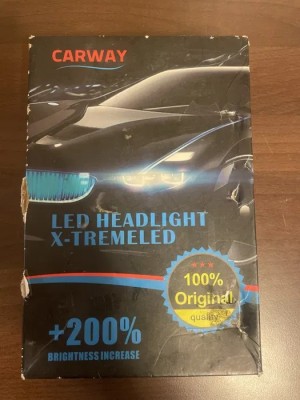 CARWAY
LED HEADLIGHT
X-TREMELED
100%
Original
quality
+200%
BRIGHTNESS INCREASE